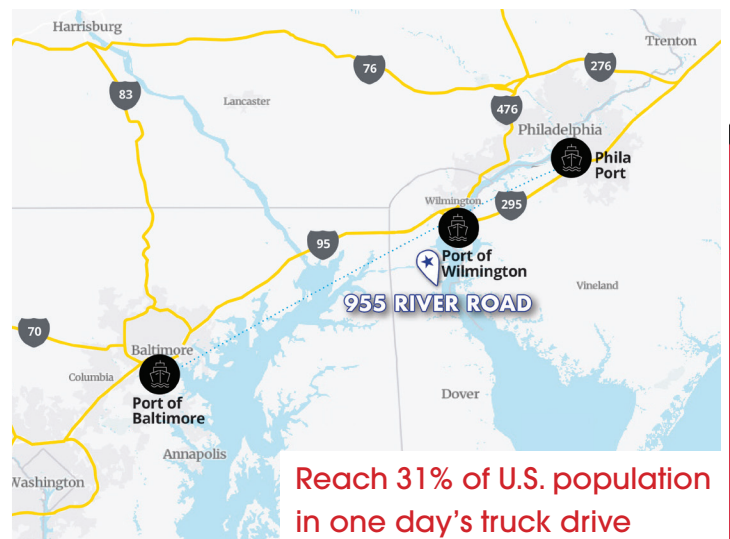 Harrisburg
Trenton
76
276
83
Lancaster
476
Philadelphia
Phila
Port
Wilmington
295
95
Port of
Wilmington
955 RIVER ROAD
Vineland
70
Baltimore
Columbia
Port of
Baltimore
Dover
Annapolis
Washington
Reach 31% of U.S. population
in one day's truck drive